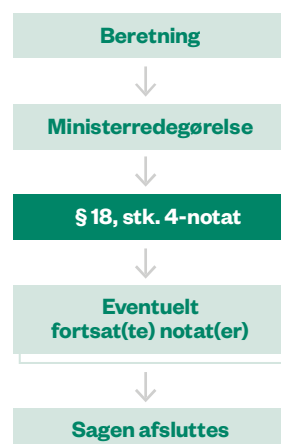 Beretning
Ministerredegørelse
§ 18, stk. 4-notat
Eventuelt
fortsat(te) notat(er)
Sagen afsluttes